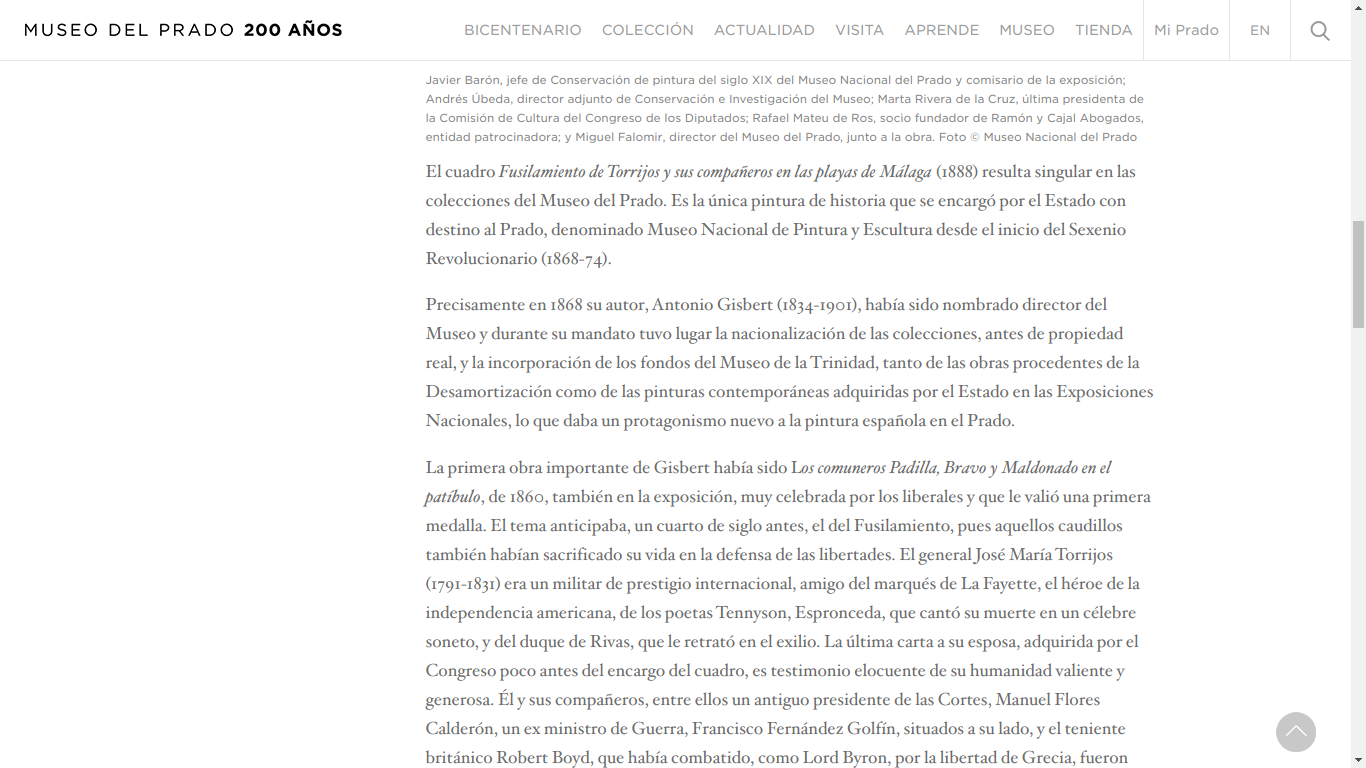 MUSEO DEL PRADO 200 AÑOS
BICENTENARIO COLECCIÓN ACTUALIDAD VISITA APRENDE MUSEO TIENDA Mi Prado EN
Javier Barón, jefe de Conservación de pintura del siglo XIX del Museo Nacional del Prado y comisario de la exposición;
Andrés Úbeda, director adjunto de Conservación e Investigación del Museo; Marta Rivera de la Cruz, última presidenta de
la Comisión de Cultura del Congreso de los Diputados; Rafael Mateu de Ros, socio fundador de Ramón y Cajal Abogados,
entidad patrocinadora; y Miguel Falomir, director del Museo del Prado, junto a la obra. Foto © Museo Nacional del Prado
El cuadro Fusilamiento de Torrijos y sus compañeros en las playas de Málaga (1888) resulta singular en las
colecciones del Museo del Prado. Es la única pintura de historia que se encargó por el Estado con
destino al Prado, denominado Museo Nacional de Pintura y Escultura desde el inicio del Sexenio
Revolucionario (1868-74).
Precisamente en 1868 su autor, Antonio Gisbert (1834-1901), había sido nombrado director del
Museo y durante su mandato tuvo lugar la nacionalización de las colecciones, antes de propiedad
real, y la incorporación de los fondos del Museo de la Trinidad, tanto de las obras procedentes de la
Desamortización como de las pinturas contemporáneas adquiridas por el Estado en las Exposiciones
Nacionales, lo que daba un protagonismo nuevo a la pintura española en el Prado.
La primera obra importante de Gisbert había sido Los comuneros Padilla, Bravo y Maldonado en el
patíbulo, de 1860, también en la exposición, muy celebrada por los liberales y que le valió una primera
medalla. El tema anticipaba, un cuarto de siglo antes, el del Fusilamiento, pues aquellos caudillos
también habían sacrificado su vida en la defensa de las libertades. El general José María Torrijos
(1791-1831) era un militar de prestigio internacional, amigo del marqués de La Fayette, el héroe de la
independencia americana, de los poetas Tennyson, Espronceda, que cantó su muerte en un célebre
soneto, y del duque de Rivas, que le retrató en el exilio. La última carta a su esposa, adquirida por el
Congreso poco antes del encargo del cuadro, es testimonio elocuente de su humanidad valiente y
generosa. Él y sus compañeros, entre ellos un antiguo presidente de las Cortes, Manuel Flores
Calderón, un ex ministro de Guerra, Francisco Fernández Golfín, situados a su lado, y el teniente
británico Robert Boyd, que había combatido, como Lord Byron, por la libertad de Grecia, fueron